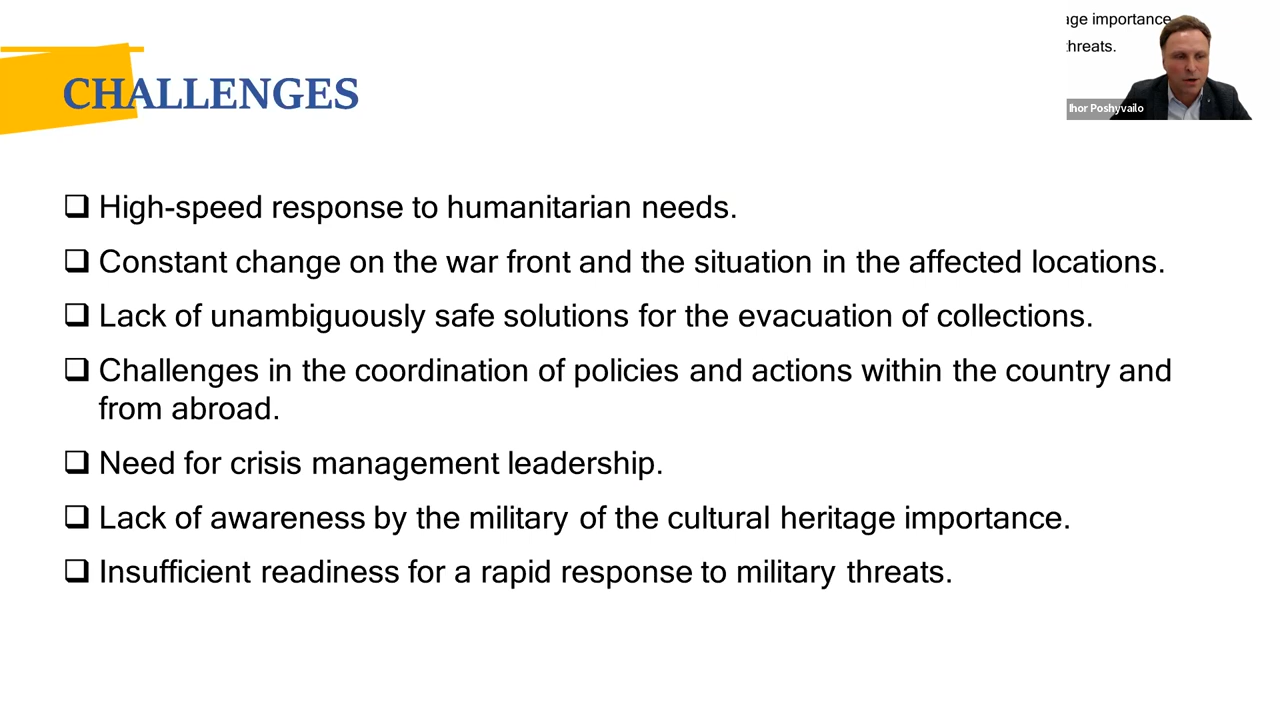 age importance
threats.
Ihor Poshyvailo
CHALLENGES
❑ High-speed response to humanitarian needs.
❑ Constant change on the war front and the situation in the affected locations.
❑ Lack of unambiguously safe solutions for the evacuation of collections.
❑ Challenges in the coordination of policies and actions within the country and
from abroad.
❑ Need for crisis management leadership.
❑ Lack of awareness by the military of the cultural heritage importance.
❑ Insufficient readiness for a rapid response to military threats.